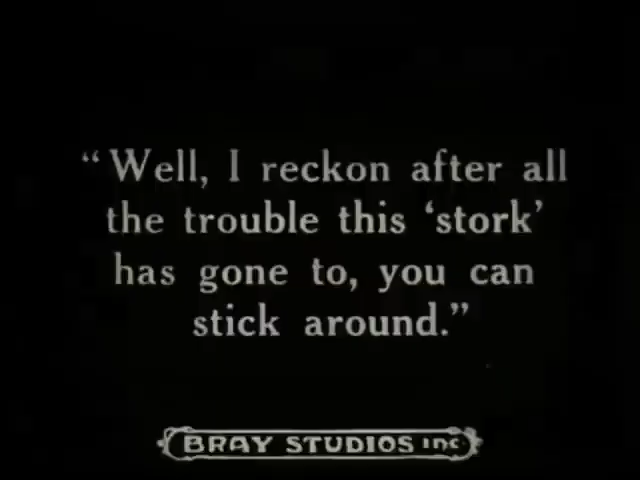 “Well, I reckon after all
the trouble this ‘stork’
has gone to, you can
stick around.”
BRAY STUDIOS INC.